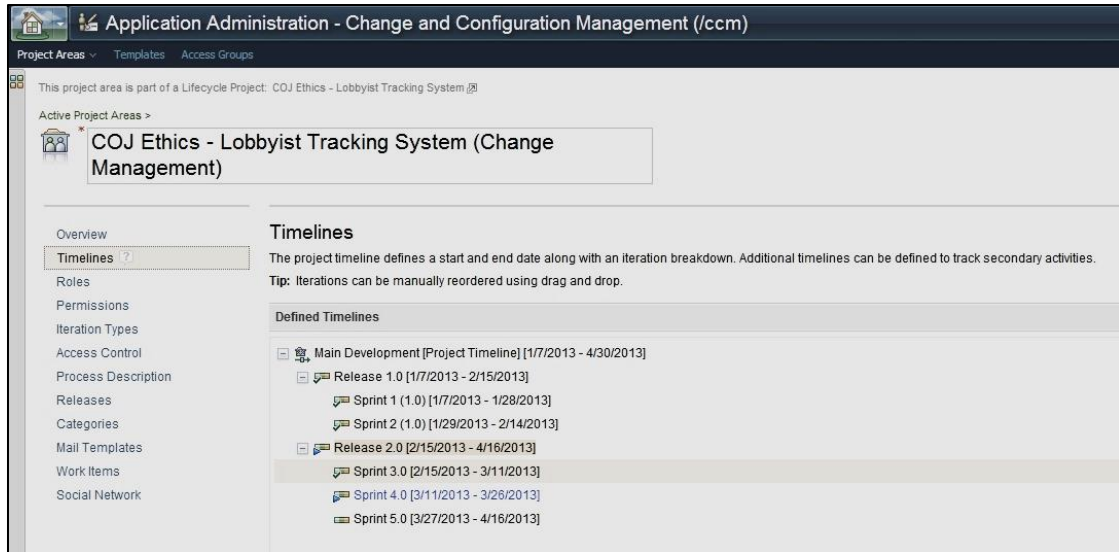 Application Administration - Change and Configuration Management (/ccm)
Project Areas Templates Access Groups
This project area is part of a Lifecycle Project: COJ Ethics - Lobbyist Tracking System
Active Project Areas >
* COJ Ethics - Lobbyist Tracking System (Change
Management)
Overview
Timelines ?
Roles
Permissions
Iteration Types
Access Control
Process Description
Releases
Categories
Mail Templates
Work Items
Social Network
Timelines
The project timeline defines a start and end date along with an iteration breakdown. Additional timelines can be defined to track secondary activities.
Tip: Iterations can be manually reordered using drag and drop.
Defined Timelines
Main Development [Project Timeline] [1/7/2013 - 4/30/2013]
Release 1.0 [1/7/2013 - 2/15/2013]
Sprint 1 (1.0) [1/7/2013 - 1/28/2013]
Sprint 2 (1.0) [1/29/2013 - 2/14/2013]
Release 2.0 [2/15/2013 - 4/16/2013]
Sprint 3.0 [2/15/2013 - 3/11/2013]
Sprint 4.0 [3/11/2013 - 3/26/2013]
Sprint 5.0 [3/27/2013 - 4/16/2013]